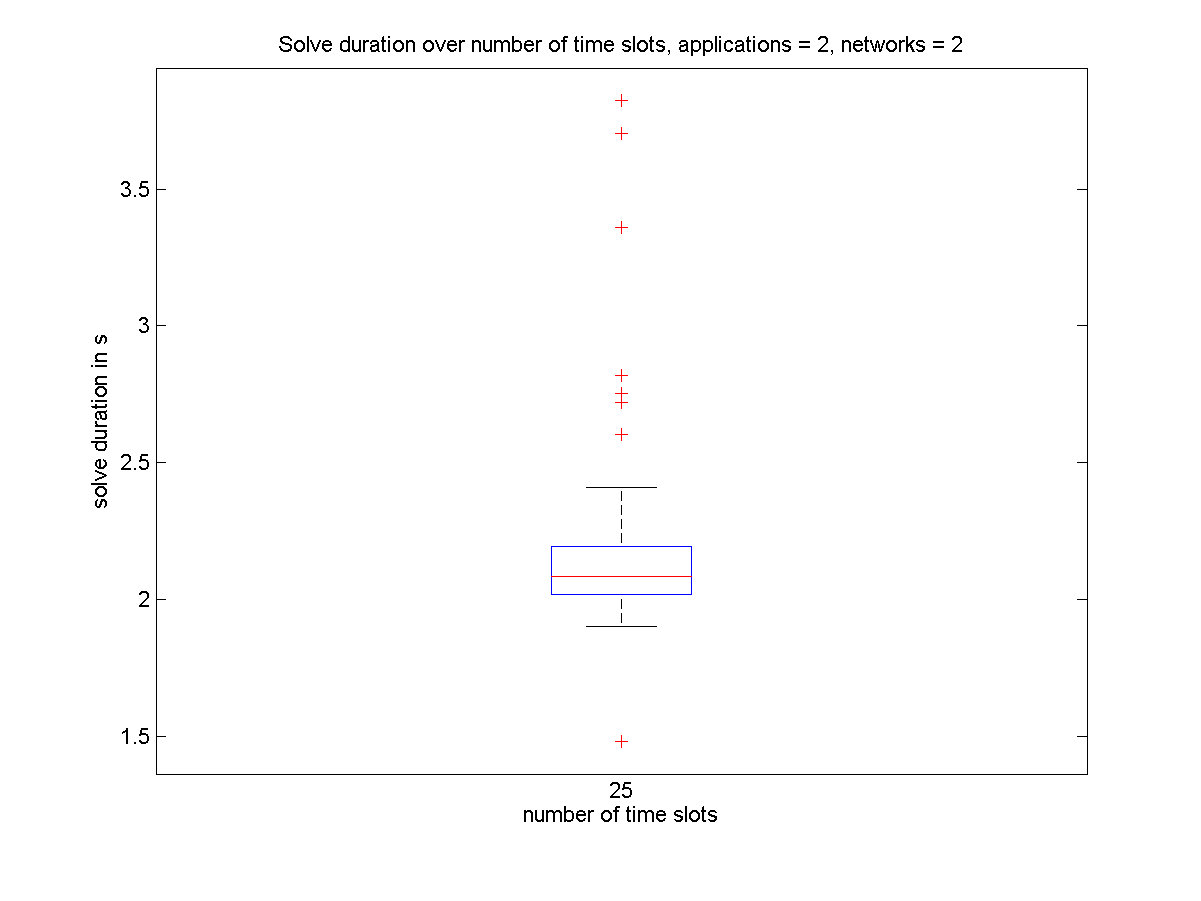 Solve duration over number of time slots, applications = 2, networks = 2
3.5
3
2.5
2
1.5
solve duration in s
25
number of time slots